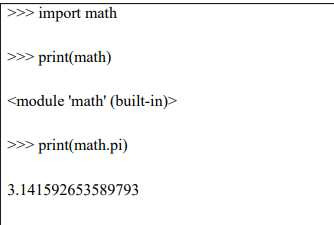 >>> import math
>>> print(math)
<module 'math' (built-in)>
>>> print(math.pi)
3.141592653589793